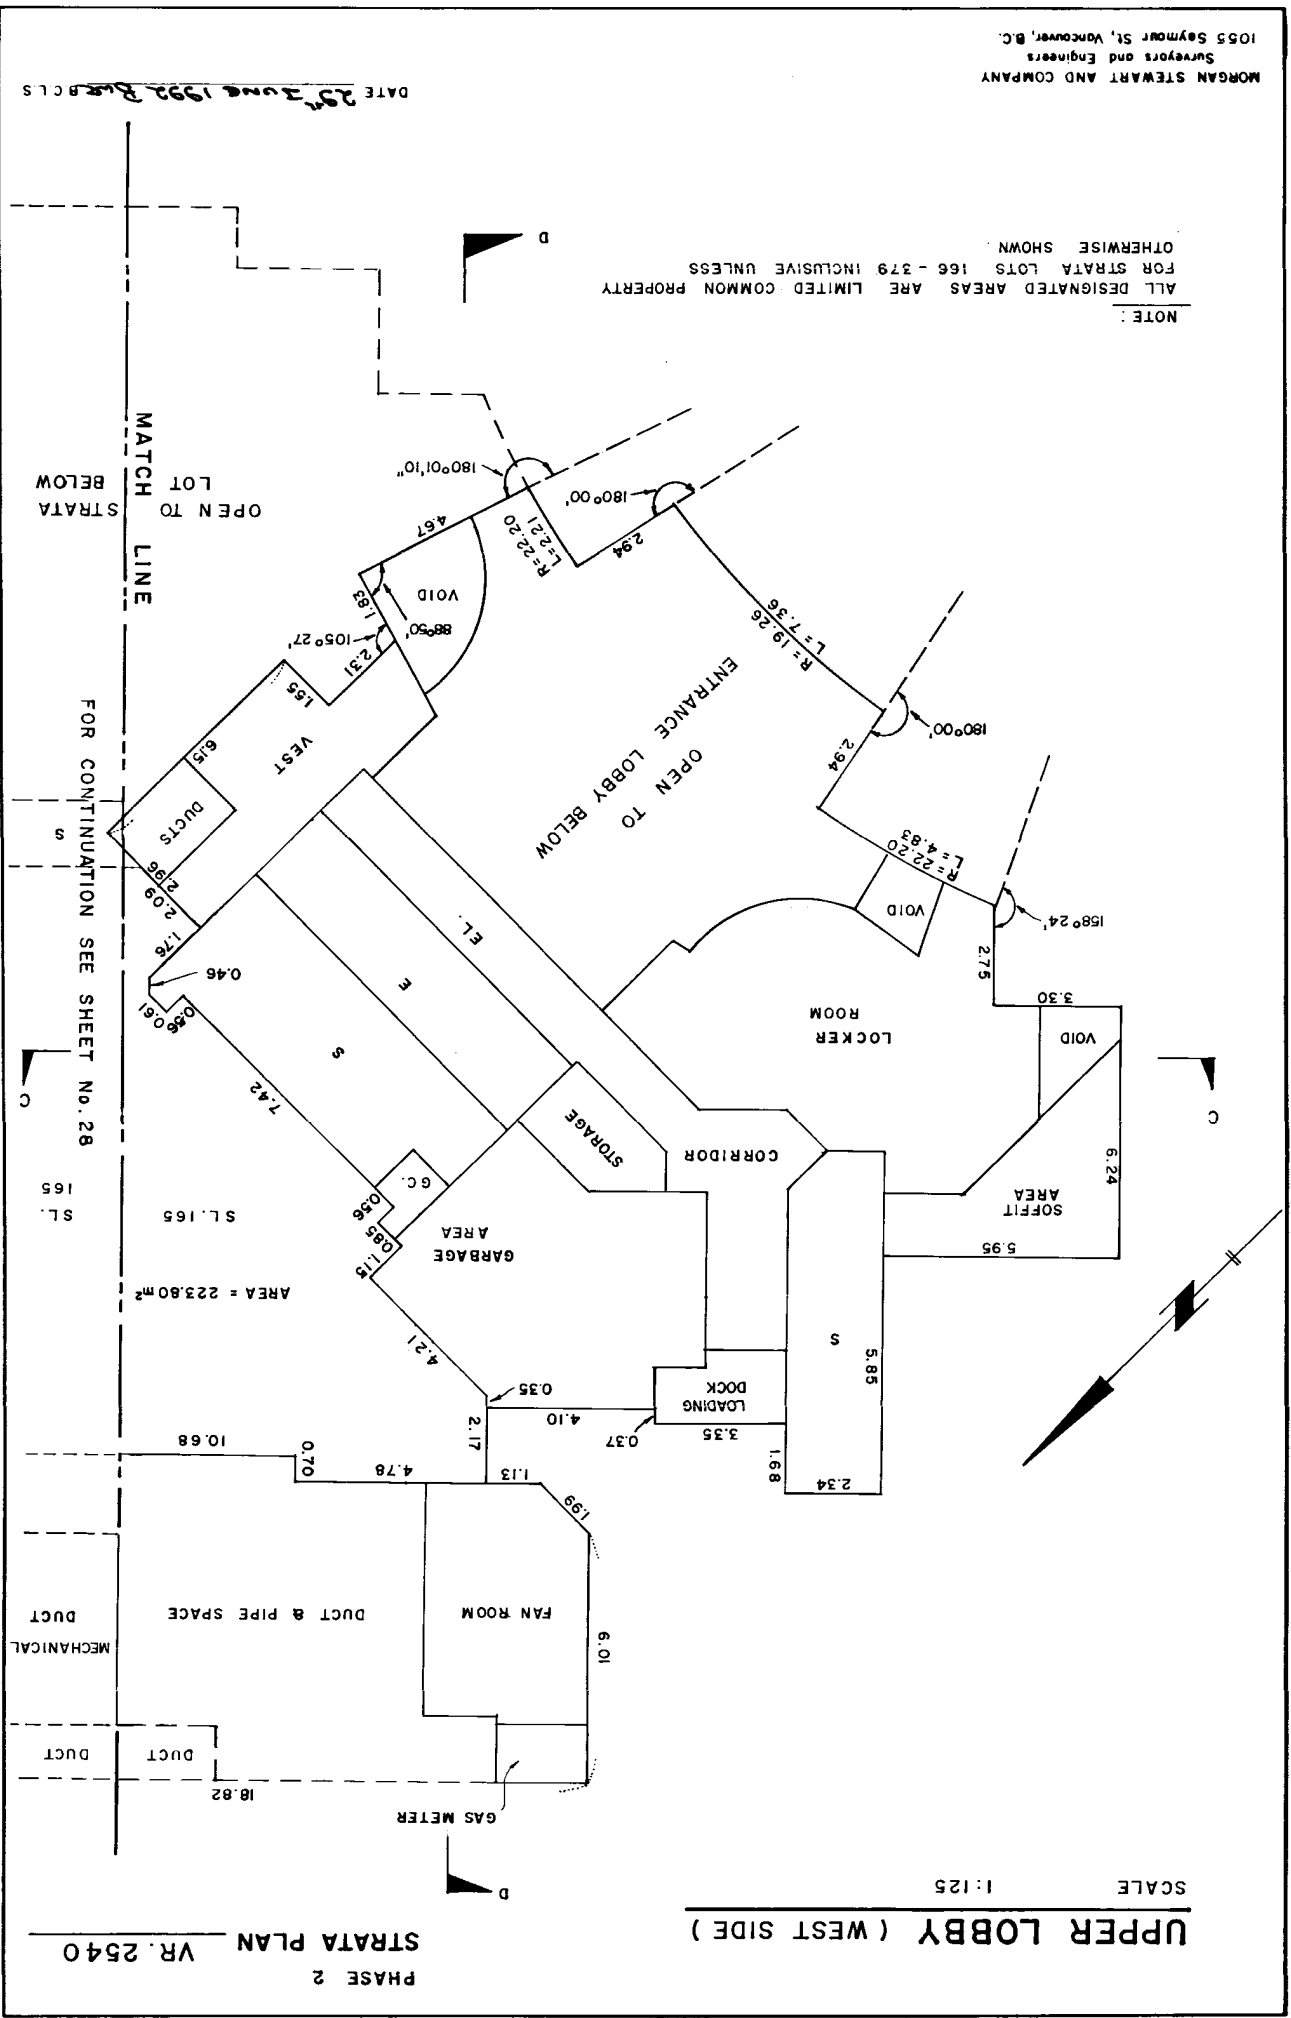 PHASE 2
STRATA PLAN VR. 2540
UPPER LOBBY ( WEST SIDE )
SCALE 1:125
D
GAS METER
18.82
DUCT
DUCT
MECHANICAL
DUCT
DUCT & PIPE SPACE
FAN ROOM
6.01
1.99
1.13
4.78
0.70
10.68
2.17
0.35
4.10
0.37
3.35
1.68
2.34
LOADING
DOCK
S
5.85
4.21
AREA = 223.80m²
SL. 165
SL.
165
1.15
0.85
0.56
G.C.
GARBAGE
AREA
STORAGE
CORRIDOR
5.95
SOFFIT
AREA
6.24
C
C
VOID
3.30
2.75
LOCKER
ROOM
158°24'
VOID
R=22.20
L=4.83
2.94
180°00'
7.42
S
E
EL.
0.56
0.61
0.46
1.76
2.09
2.96
DUCTS
S
6.15
VEST
1.55
2.31
105°27'
88°50'
1.83
VOID
4.67
OPEN TO
ENTRANCE LOBBY BELOW
R= 19.26
L= 7.36
2.94
180°00'
R=22.20
L=2.21
180°01'10"
OPEN TO STRATA
LOT BELOW
MATCH LINE
FOR CONTINUATION SEE SHEET No. 28
NOTE :
ALL DESIGNATED AREAS ARE LIMITED COMMON PROPERTY
FOR STRATA LOTS 166 - 379 INCLUSIVE UNLESS
OTHERWISE SHOWN
D
DATE 29th June 1992 B.C.L.S
MORGAN STEWART AND COMPANY
Surveyors and Engineers
1055 Seymour St, Vancouver, B.C.